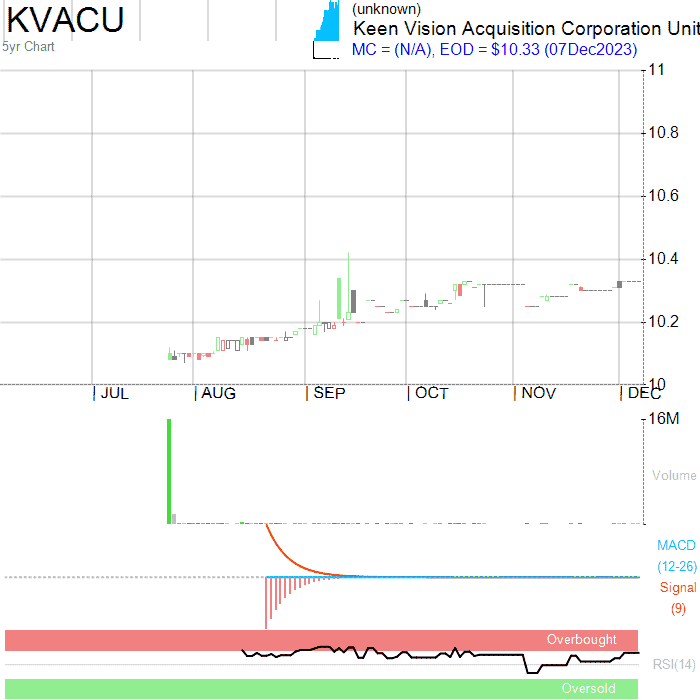 KVACU
5yr Chart
(unknown)
Keen Vision Acquisition Corporation Unit
MC = (N/A), EOD = $10.33 (07Dec2023)
11
10.8
10.6
10.4
10.2
10
JUL AUG SEP OCT NOV DEC
16M
Volume
MACD
(12-26)
Signal
(9)
Overbought
RSI(14)
Oversold